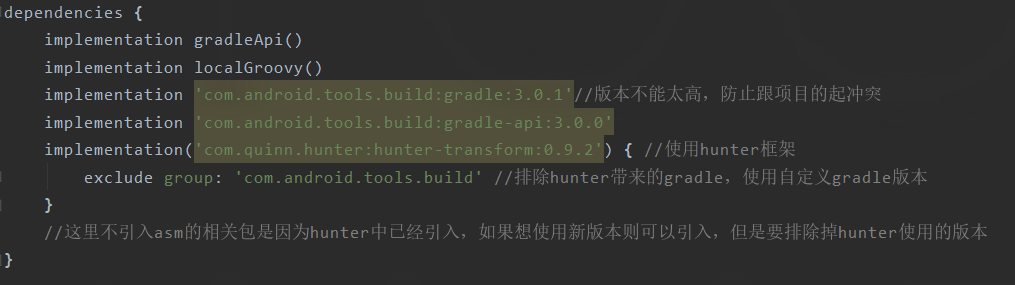 dependencies {
    implementation gradleApi()
    implementation localGroovy()
    implementation 'com.android.tools.build:gradle:3.0.1'//版本不能太高，防止跟项目的起冲突
    implementation 'com.android.tools.build:gradle-api:3.0.0'
    implementation('com.quinn.hunter:hunter-transform:0.9.2') { //使用hunter框架
        exclude group: 'com.android.tools.build' //排除hunter带来的gradle，使用自定义gradle版本
    }
    //这里不引入asm的相关包是因为hunter中已经引入，如果想使用新版本则可以引入，但是要排除掉hunter使用的版本
}